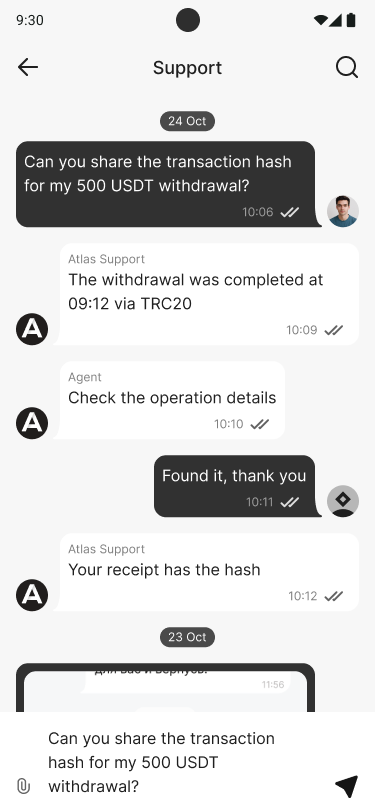 9:30
Support
24 Oct
Can you share the transaction hash
for my 500 USDT withdrawal?
10:06
Atlas Support
The withdrawal was completed at
09:12 via TRC20
10:09
Agent
Check the operation details
10:10
Found it, thank you
10:11
Atlas Support
Your receipt has the hash
10:12
23 Oct
для вас и вернусь.
11:56
Can you share the transaction
hash for my 500 USDT
withdrawal?